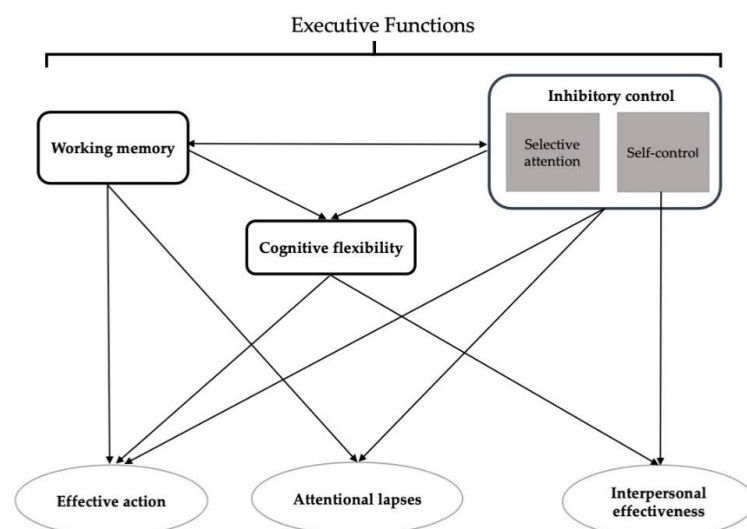 Executive Functions
Inhibitory control
Working memory
Selective
attention
Self-control
Cognitive flexibility
Effective action
Attentional lapses
Interpersonal
effectiveness